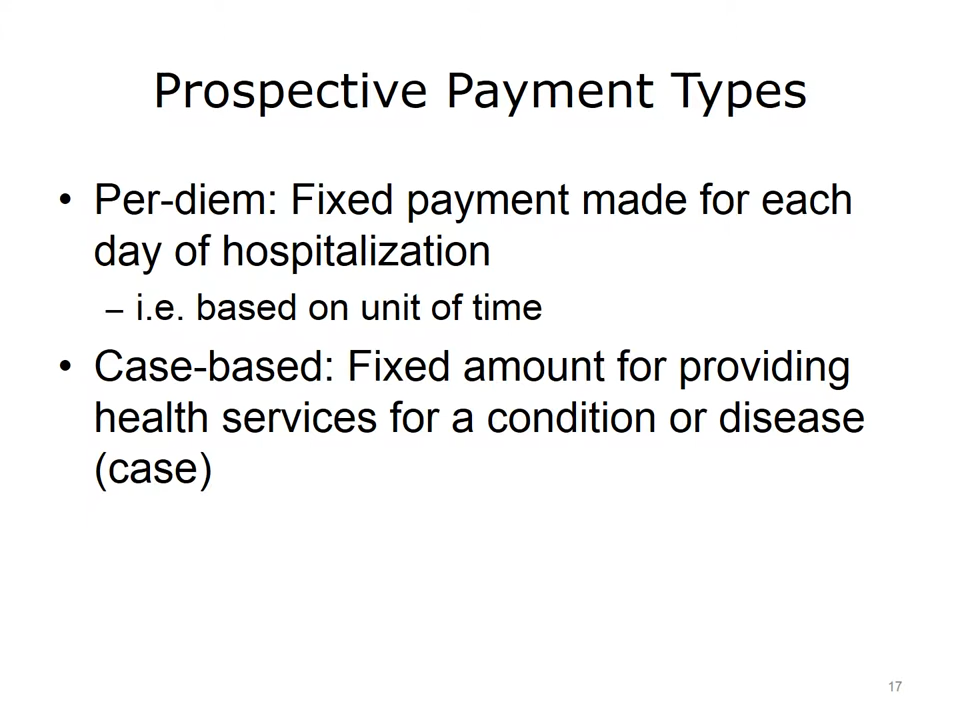 Prospective Payment Types
• Per-diem: Fixed payment made for each
day of hospitalization
– i.e. based on unit of time
• Case-based: Fixed amount for providing
health services for a condition or disease
(case)
17